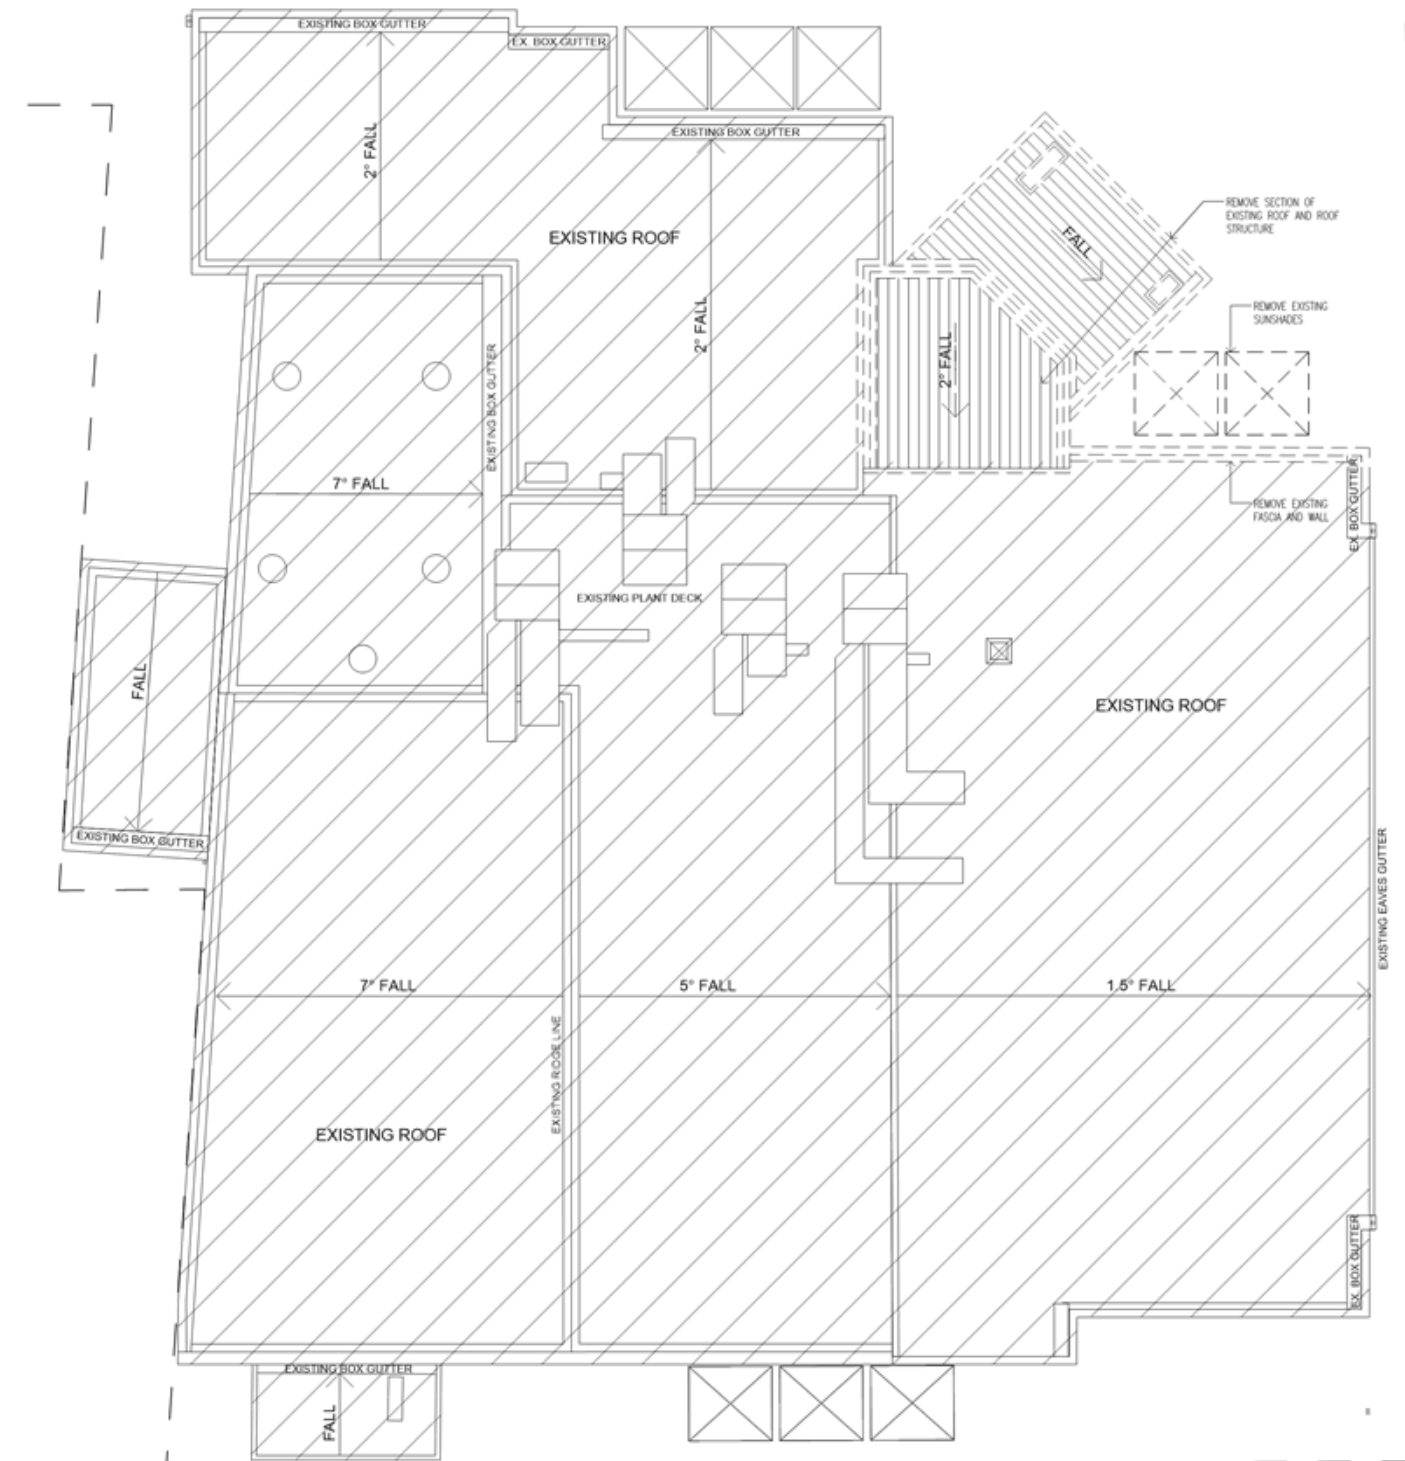 EXISTING BOX GUTTER
EX. BOX GUTTER
EXISTING BOX GUTTER
2° FALL
REMOVE SECTION OF
EXISTING ROOF AND ROOF
STRUCTURE
EXISTING ROOF
FALL
REMOVE EXISTING
SUNSHADES
2° FALL
2° FALL
EXISTING BOX GUTTER
7° FALL
EX. BOX GUTTER
REMOVE EXISTING
FASCIA AND WALL
EXISTING PLANT DECK
FALL
EXISTING ROOF
EXISTING BOX GUTTER
EXISTING EAVES GUTTER
7° FALL
5° FALL
1.5° FALL
EXISTING RIDGE LINE
EXISTING ROOF
EX. BOX GUTTER
EXISTING BOX GUTTER
FALL